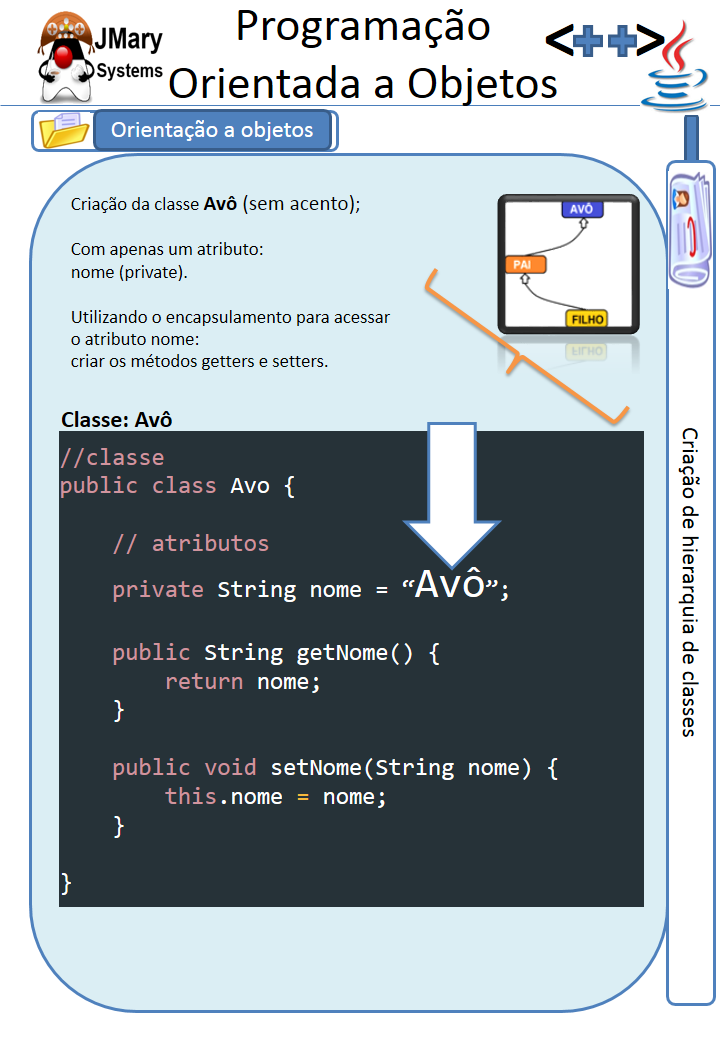 JMary
Systems
Programação
Orientada a Objetos
<++>
Orientação a objetos
Criação da classe Avô (sem acento);
Com apenas um atributo:
nome (private).
Utilizando o encapsulamento para acessar
o atributo nome:
criar os métodos getters e setters.
AVÔ
PAI
FILHO
Classe: Avô
//classe
public class Avo {
// atributos
private String nome = “Avô”;
public String getNome() {
return nome;
}
public void setNome(String nome) {
this.nome = nome;
}
}
Criação de hierarquia de classes